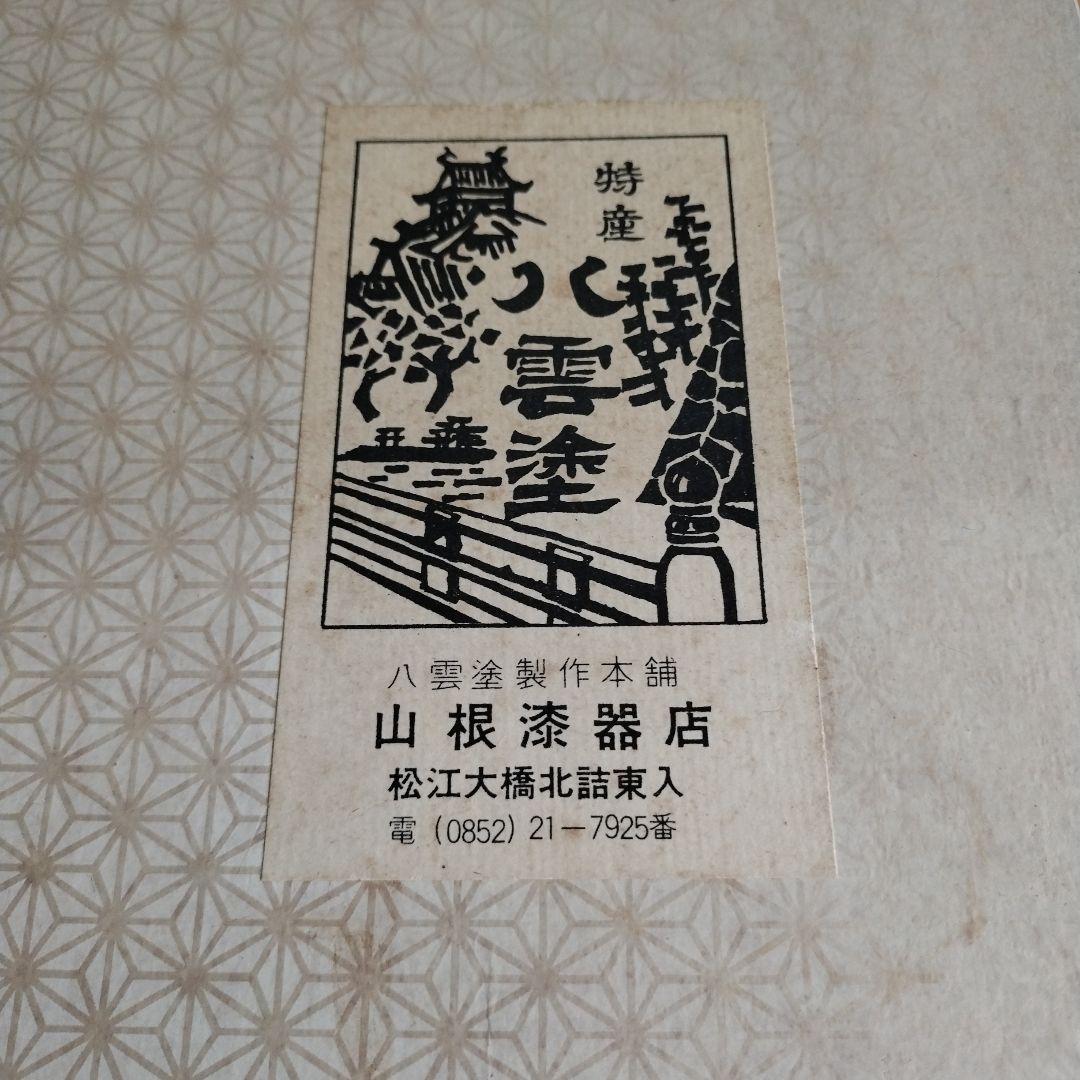 特産
八雲塗
八雲塗製作本舗
山根漆器店
松江大橋北詰東入
電(0852)21-7925番